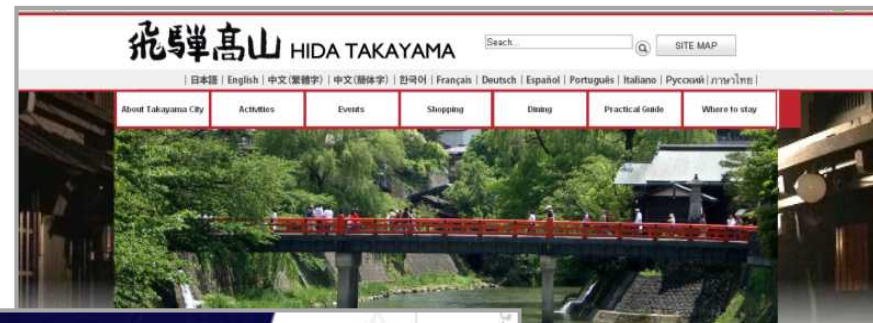 飛騨高山 HIDA TAKAYAMA
Seach...
SITE MAP
| 日本語 | English | 中文(繁體字) | 中文(簡体字) | 한국어 | Français | Deutsch | Español | Português | Italiano | Русский | ภาษาไทย |
About Takayama City Activities Events Shopping Dining Practical Guide Where to stay